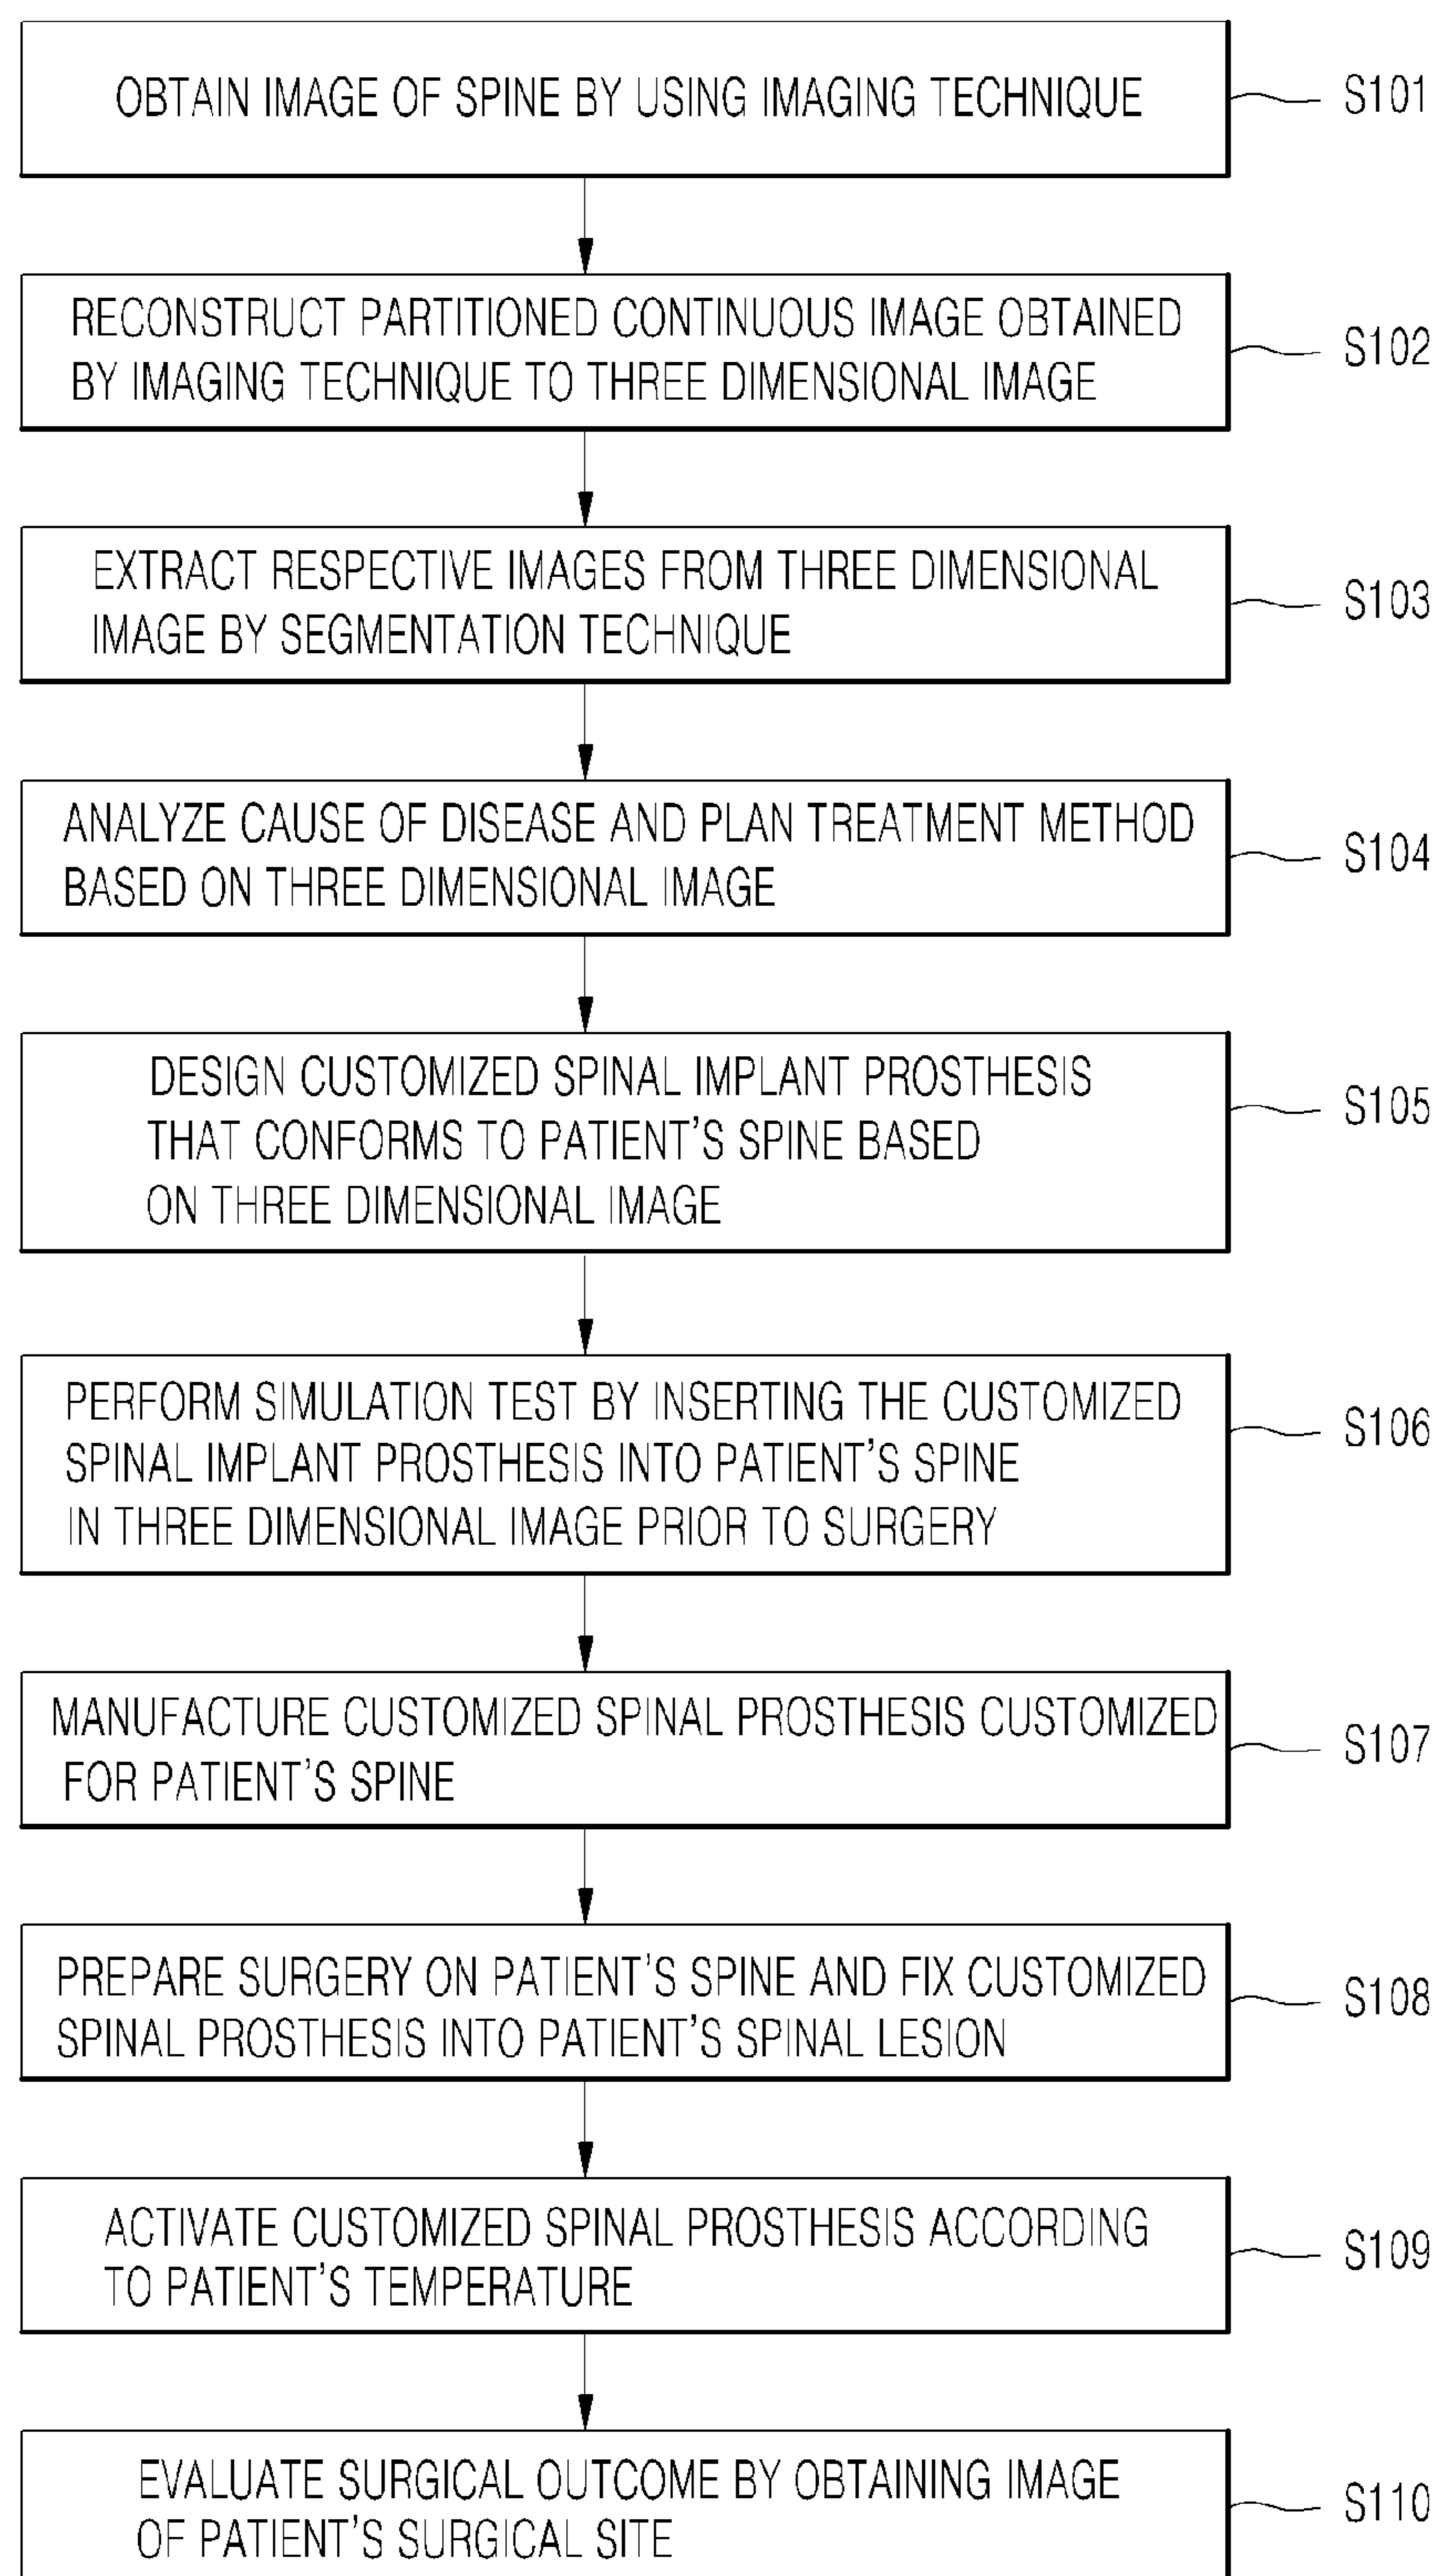 OBTAIN IMAGE OF SPINE BY USING IMAGING TECHNIQUE
S101
RECONSTRUCT PARTITIONED CONTINUOUS IMAGE OBTAINED
BY IMAGING TECHNIQUE TO THREE DIMENSIONAL IMAGE
S102
EXTRACT RESPECTIVE IMAGES FROM THREE DIMENSIONAL
IMAGE BY SEGMENTATION TECHNIQUE
S103
ANALYZE CAUSE OF DISEASE AND PLAN TREATMENT METHOD
BASED ON THREE DIMENSIONAL IMAGE
S104
DESIGN CUSTOMIZED SPINAL IMPLANT PROSTHESIS
THAT CONFORMS TO PATIENT'S SPINE BASED
ON THREE DIMENSIONAL IMAGE
S105
PERFORM SIMULATION TEST BY INSERTING THE CUSTOMIZED
SPINAL IMPLANT PROSTHESIS INTO PATIENT'S SPINE
IN THREE DIMENSIONAL IMAGE PRIOR TO SURGERY
S106
MANUFACTURE CUSTOMIZED SPINAL PROSTHESIS CUSTOMIZED
FOR PATIENT'S SPINE
S107
PREPARE SURGERY ON PATIENT'S SPINE AND FIX CUSTOMIZED
SPINAL PROSTHESIS INTO PATIENT'S SPINAL LESION
S108
ACTIVATE CUSTOMIZED SPINAL PROSTHESIS ACCORDING
TO PATIENT'S TEMPERATURE
S109
EVALUATE SURGICAL OUTCOME BY OBTAINING IMAGE
OF PATIENT'S SURGICAL SITE
S110